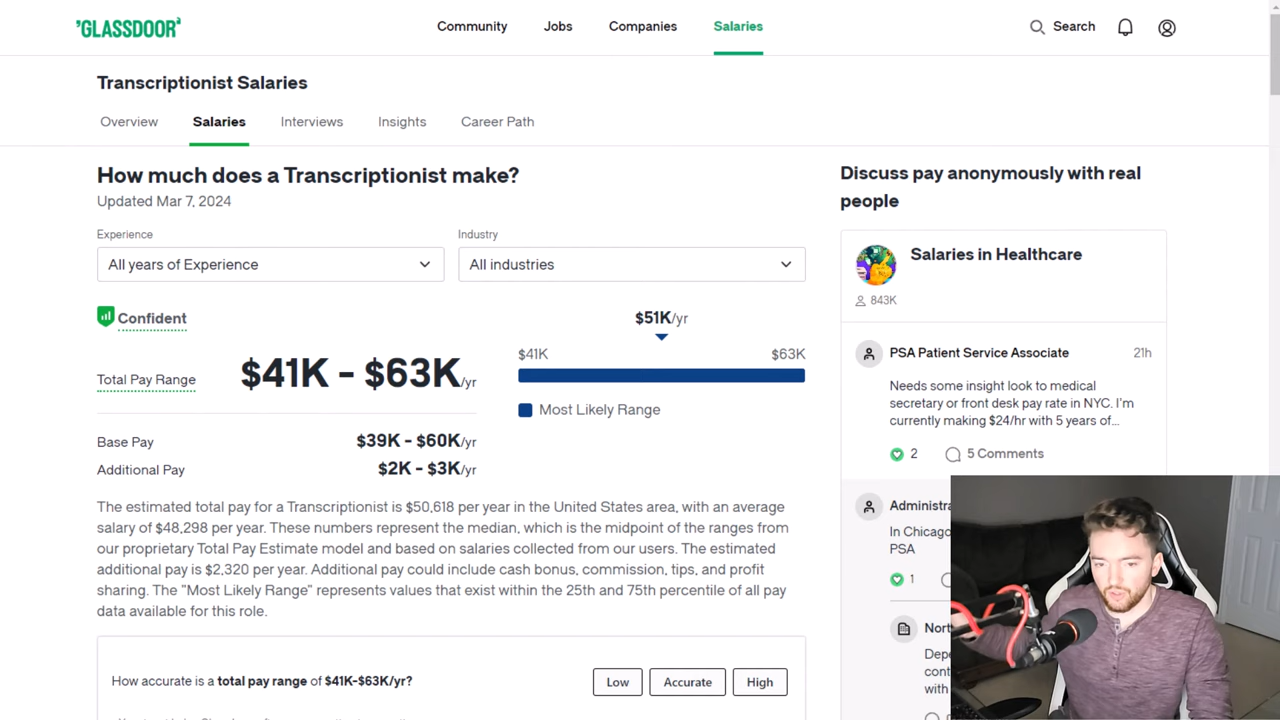 GLASSDOOR
Community
Jobs
Companies
Salaries
Search
Transcriptionist Salaries
Overview
Salaries
Interviews
Insights
Career Path
How much does a Transcriptionist make?
Updated Mar 7, 2024
Experience
Industry
All years of Experience
All industries
Confident
Total Pay Range
$41K - $63K/yr
Base Pay
$39K - $60K/yr
Additional Pay
$2K - $3K/yr
$51K/yr
$41K
$63K
Most Likely Range
The estimated total pay for a Transcriptionist is $50,618 per year in the United States area, with an average
salary of $48,298 per year. These numbers represent the median, which is the midpoint of the ranges from
our proprietary Total Pay Estimate model and based on salaries collected from our users. The estimated
additional pay is $2,320 per year. Additional pay could include cash bonus, commission, tips, and profit
sharing. The "Most Likely Range" represents values that exist within the 25th and 75th percentile of all pay
data available for this role.
How accurate is a total pay range of $41K-$63K/yr?
Low
Accurate
High
Discuss pay anonymously with real
people
Salaries in Healthcare
843K
PSA Patient Service Associate
21h
Needs some insight look to medical
secretary or front desk pay rate in NYC. I'm
currently making $24/hr with 5 years of...
2
5 Comments
Administra
In Chicago
PSA
1
Nort
Depe
cont
with